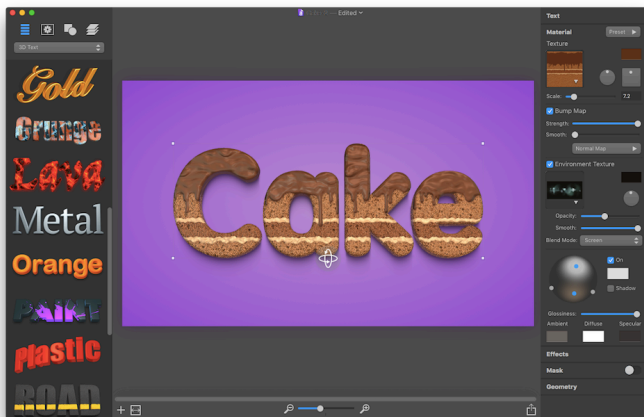 — Edited
3D Text
Gold
Grunge
Lava
Metal
Orange
PAINT
Plastic
ROAD
Cake
Text
Material
Preset
Texture
Scale:
7.2
Bump Map
Strength:
Smooth:
Normal Map
Environment Texture
Opacity:
Smooth:
Blend Mode:
Screen
On
Shadow
Glossiness:
Ambient
Diffuse
Specular
Effects
Mask
Geometry